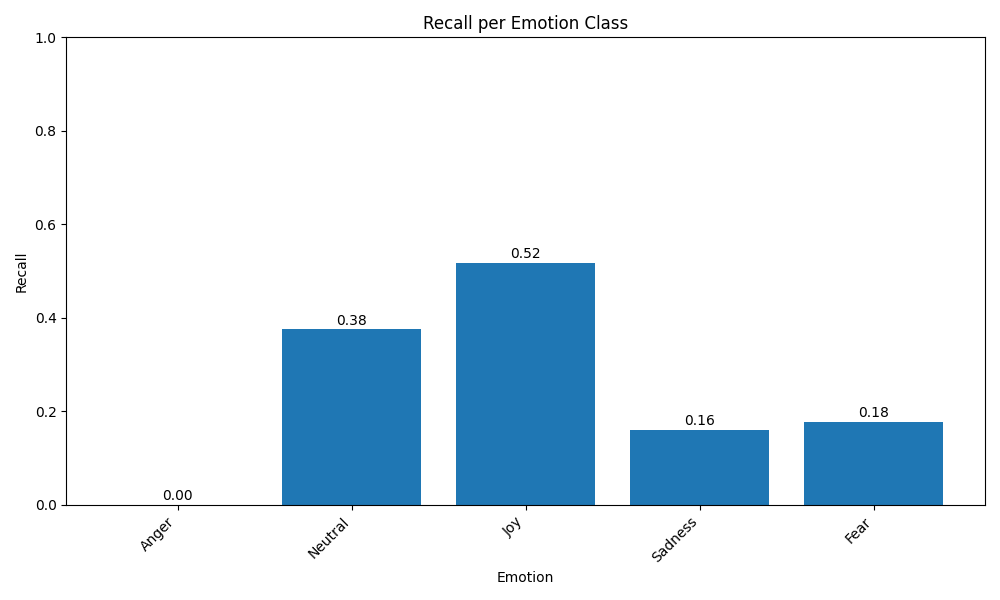 Recall per Emotion Class
1.0
0.8
0.6
0.4
0.2
0.0
Recall
0.00
0.38
0.52
0.16
0.18
Anger
Neutral
Joy
Sadness
Fear
Emotion